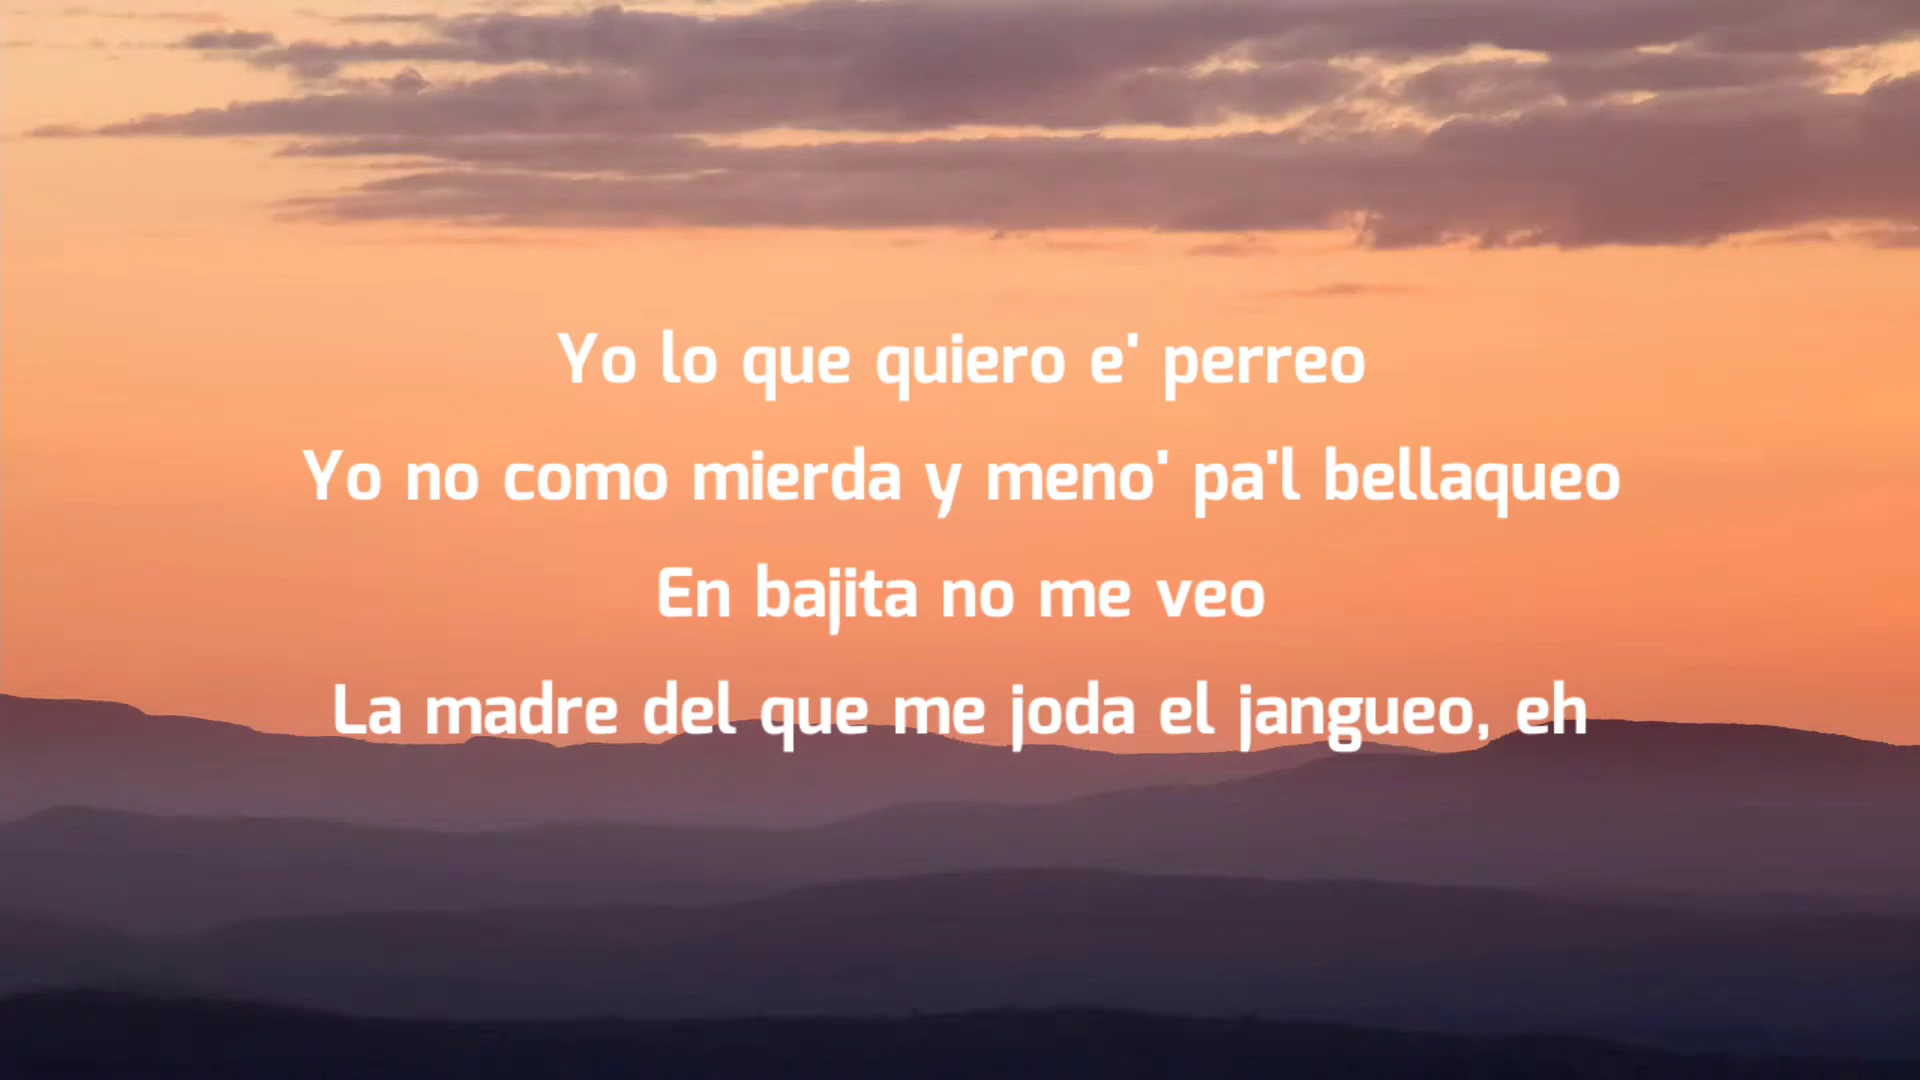 Yo lo que quiero e' perreo
Yo no como mierda y meno' pa'l bellaqueo
En bajita no me veo
La madre del que me joda el jangueo, eh